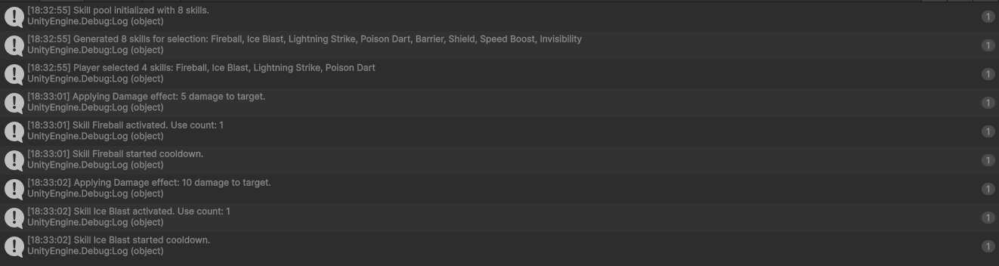 [18:32:55] Skill pool initialized with 8 skills.
UnityEngine.Debug:Log (object)
1
[18:32:55] Generated 8 skills for selection: Fireball, Ice Blast, Lightning Strike, Poison Dart, Barrier, Shield, Speed Boost, Invisibility
UnityEngine.Debug:Log (object)
1
[18:32:55] Player selected 4 skills: Fireball, Ice Blast, Lightning Strike, Poison Dart
UnityEngine.Debug:Log (object)
1
[18:33:01] Applying Damage effect: 5 damage to target.
UnityEngine.Debug:Log (object)
1
[18:33:01] Skill Fireball activated. Use count: 1
UnityEngine.Debug:Log (object)
1
[18:33:01] Skill Fireball started cooldown.
UnityEngine.Debug:Log (object)
1
[18:33:02] Applying Damage effect: 10 damage to target.
UnityEngine.Debug:Log (object)
1
[18:33:02] Skill Ice Blast activated. Use count: 1
UnityEngine.Debug:Log (object)
1
[18:33:02] Skill Ice Blast started cooldown.
UnityEngine.Debug:Log (object)
1